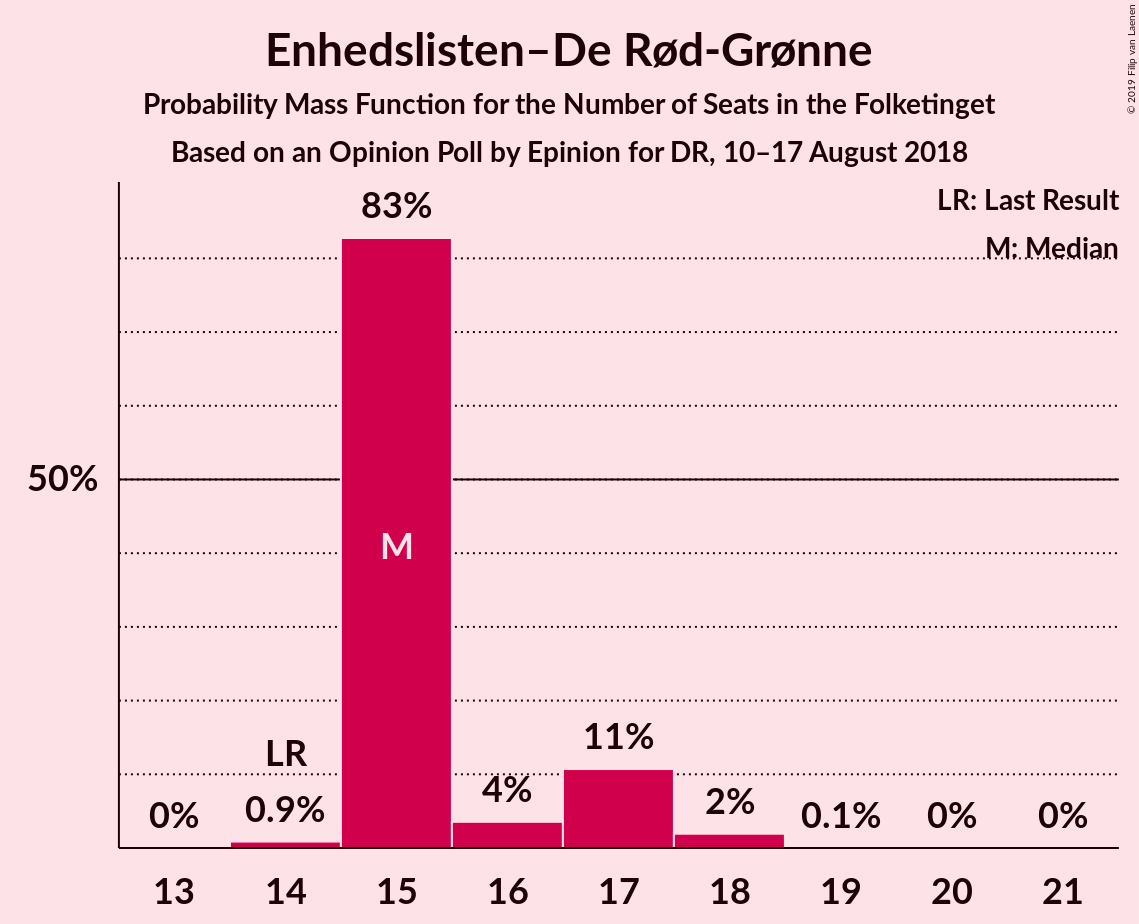 Enhedslisten–De Rød-Grønne
Probability Mass Function for the Number of Seats in the Folketinget
Based on an Opinion Poll by Epinion for DR, 10–17 August 2018
© 2019 Filip van Laenen
LR: Last Result
M: Median
83%
50%
M
LR
11%
0% 0.9% 4% 2% 0.1% 0% 0%
13 14 15 16 17 18 19 20 21